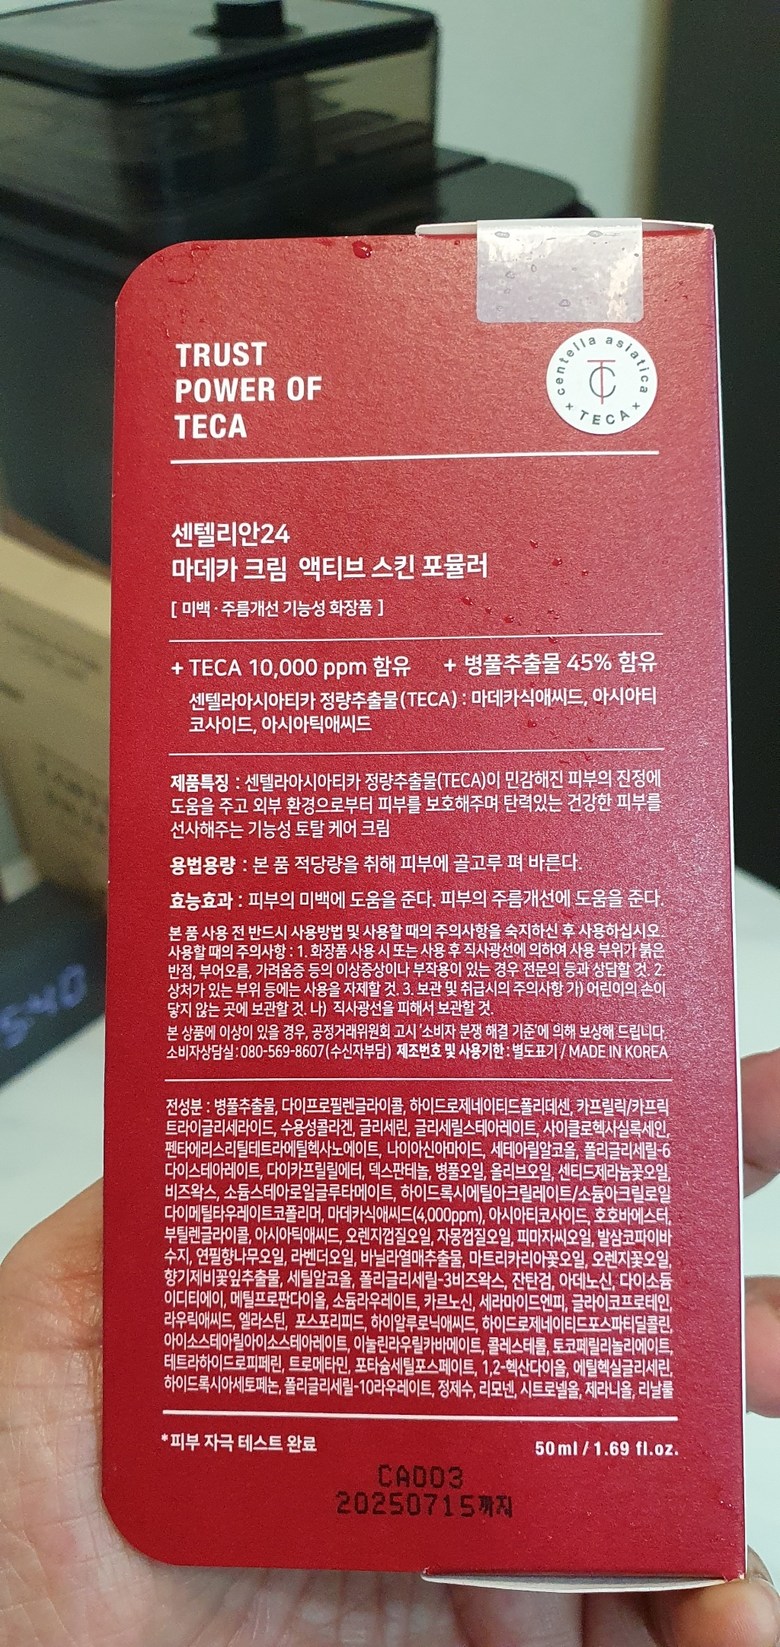 TRUST
POWER OF
TECA
centella asiatica
TC
× TECA ×
센텔리안24
마데카 크림 액티브 스킨 포뮬러
[ 미백 · 주름개선 기능성 화장품 ]
+ TECA 10,000 ppm 함유 + 병풀추출물 45% 함유
센텔라아시아티카 정량추출물(TECA) : 마데카식애씨드, 아시아티
코사이드, 아시아틱애씨드
제품특징 : 센텔라아시아티카 정량추출물(TECA)이 민감해진 피부의 진정에
도움을 주고 외부 환경으로부터 피부를 보호해주며 탄력있는 건강한 피부를
선사해주는 기능성 토탈 케어 크림
용법용량 : 본 품 적당량을 취해 피부에 골고루 펴 바른다.
효능효과 : 피부의 미백에 도움을 준다. 피부의 주름개선에 도움을 준다.
본 품 사용 전 반드시 사용방법 및 사용할 때의 주의사항을 숙지하신 후 사용하십시오.
사용할 때의 주의사항 : 1. 화장품 사용 시 또는 사용 후 직사광선에 의하여 사용 부위가 붉은
반점, 부어오름, 가려움증 등의 이상증상이나 부작용이 있는 경우 전문의 등과 상담할 것. 2.
상처가 있는 부위 등에는 사용을 자제할 것. 3. 보관 및 취급시의 주의사항 가) 어린이의 손이
닿지 않는 곳에 보관할 것. 나) 직사광선을 피해서 보관할 것.
본 상품에 이상이 있을 경우, 공정거래위원회 고시 '소비자 분쟁 해결 기준'에 의해 보상해 드립니다.
소비자상담실 : 080-569-8607(수신자부담) 제조번호 및 사용기한 : 별도표기 / MADE IN KOREA
전성분 : 병풀추출물, 다이프로필렌글라이콜, 하이드로제네이티드폴리데센, 카프릴릭/카프릭
트라이글리세라이드, 수용성콜라겐, 글리세린, 글리세릴스테아레이트, 사이클로헥사실록세인,
펜타에리스리틸테트라에틸헥사노에이트, 나이아신아마이드, 세테아릴알코올, 폴리글리세릴-6
다이스테아레이트, 다이카프릴릴에터, 덱스판테놀, 병풀오일, 올리브오일, 센티드제라늄꽃오일,
비즈왁스, 소듐스테아로일글루타메이트, 하이드록시에틸아크릴레이트/소듐아크릴로일
다이메틸타우레이트코폴리머, 마데카식애씨드(4,000ppm), 아시아티코사이드, 호호바에스터,
부틸렌글라이콜, 아시아틱애씨드, 오렌지껍질오일, 자몽껍질오일, 피마자씨오일, 발삼코파이바
수지, 연필향나무오일, 라벤더오일, 바닐라열매추출물, 마트리카리아꽃오일, 오렌지꽃오일,
향기제비꽃잎추출물, 세틸알코올, 폴리글리세릴-3비즈왁스, 잔탄검, 아데노신, 다이소듐
이디티에이, 메틸프로판다이올, 소듐라우레이트, 카르노신, 세라마이드엔피, 글라이코프로테인,
라우릭애씨드, 엘라스틴, 포스포리피드, 하이알루로닉애씨드, 하이드로제네이티드포스파티딜콜린,
아이소스테아릴아이소스테아레이트, 이눌린라우릴카바메이트, 콜레스테롤, 토코페릴리놀리에이트,
테트라하이드로피페린, 트로메타민, 포타슘세틸포스페이트, 1,2-헥산다이올, 에틸헥실글리세린,
하이드록시아세토페논, 폴리글리세릴-10라우레이트, 정제수, 리모넨, 시트로넬올, 제라니올, 리날룰
*피부 자극 테스트 완료 50ml / 1.69 fl.oz.
CA003
20250715까지
540